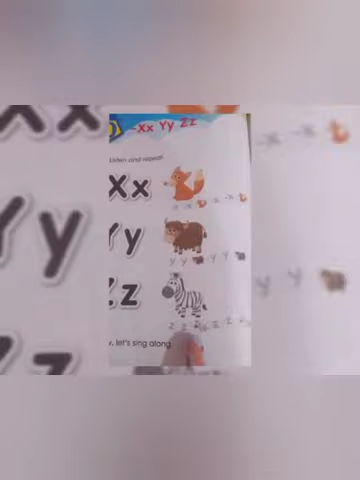 -Xx Yy Zz
Listen and repeat.
Xx
-x -x -x
Yy
y y y y
Zz
z z z z
, let's sing along